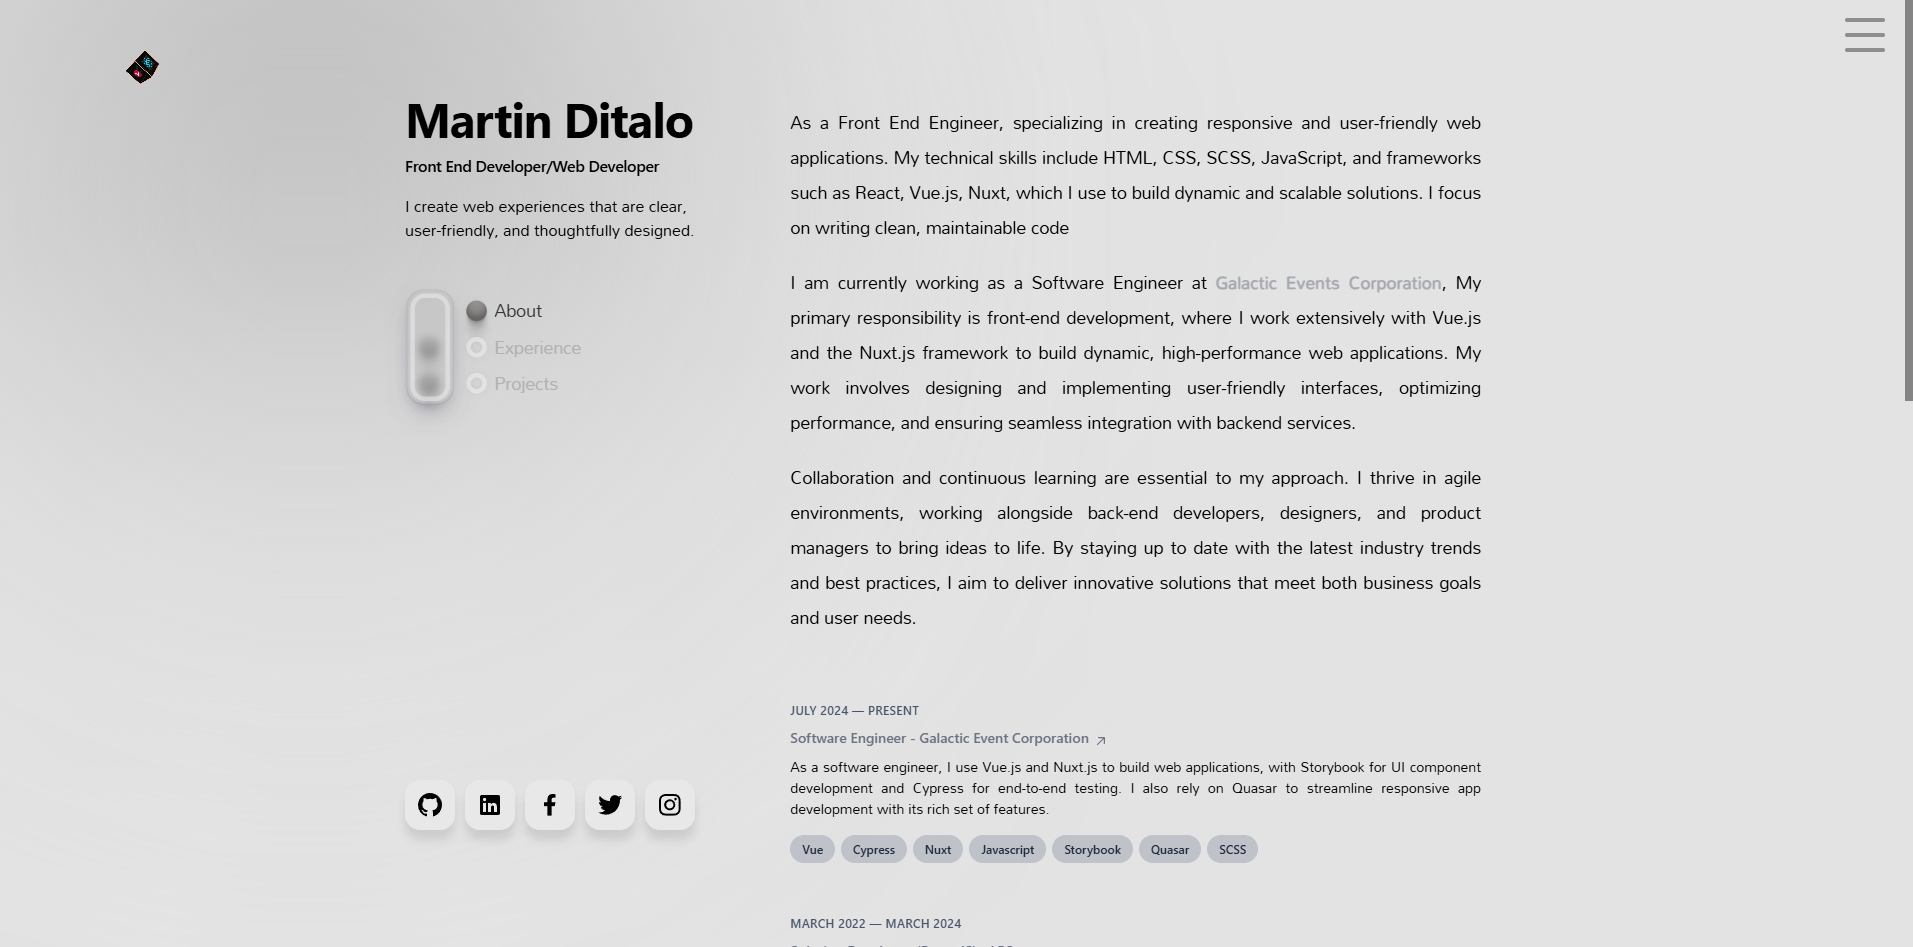 Martin Ditalo
Front End Developer/Web Developer
I create web experiences that are clear,
user-friendly, and thoughtfully designed.
About
Experience
Projects
As a Front End Engineer, specializing in creating responsive and user-friendly web
applications. My technical skills include HTML, CSS, SCSS, JavaScript, and frameworks
such as React, Vue.js, Nuxt, which I use to build dynamic and scalable solutions. I focus
on writing clean, maintainable code
I am currently working as a Software Engineer at Galactic Events Corporation, My
primary responsibility is front-end development, where I work extensively with Vue.js
and the Nuxt.js framework to build dynamic, high-performance web applications. My
work involves designing and implementing user-friendly interfaces, optimizing
performance, and ensuring seamless integration with backend services.
Collaboration and continuous learning are essential to my approach. I thrive in agile
environments, working alongside back-end developers, designers, and product
managers to bring ideas to life. By staying up to date with the latest industry trends
and best practices, I aim to deliver innovative solutions that meet both business goals
and user needs.
JULY 2024 — PRESENT
Software Engineer - Galactic Event Corporation
As a software engineer, I use Vue.js and Nuxt.js to build web applications, with Storybook for UI component
development and Cypress for end-to-end testing. I also rely on Quasar to streamline responsive app
development with its rich set of features.
Vue Cypress Nuxt Javascript Storybook Quasar SCSS
MARCH 2022 — MARCH 2024